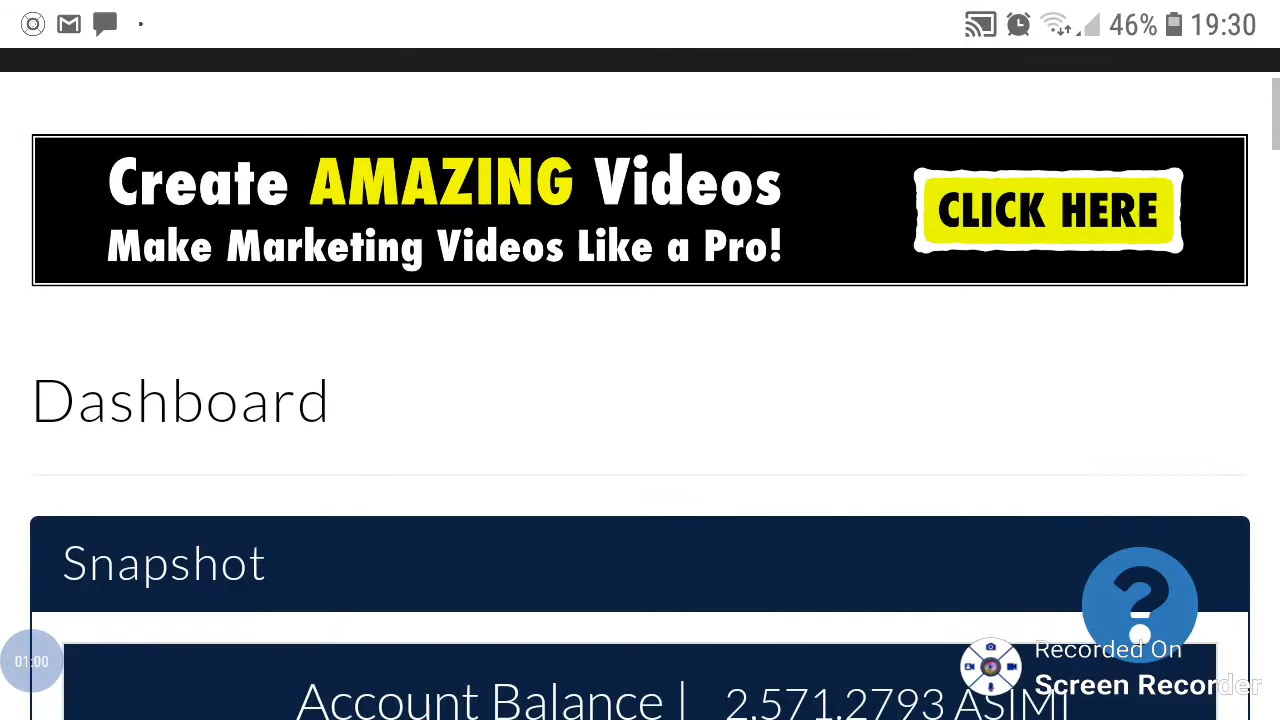 46% 19:30
Create AMAZING Videos
Make Marketing Videos Like a Pro!
CLICK HERE
Dashboard
Snapshot
?
Account Balance | 2,571.2793 ASIMI
01:00
Recorded On
Screen Recorder